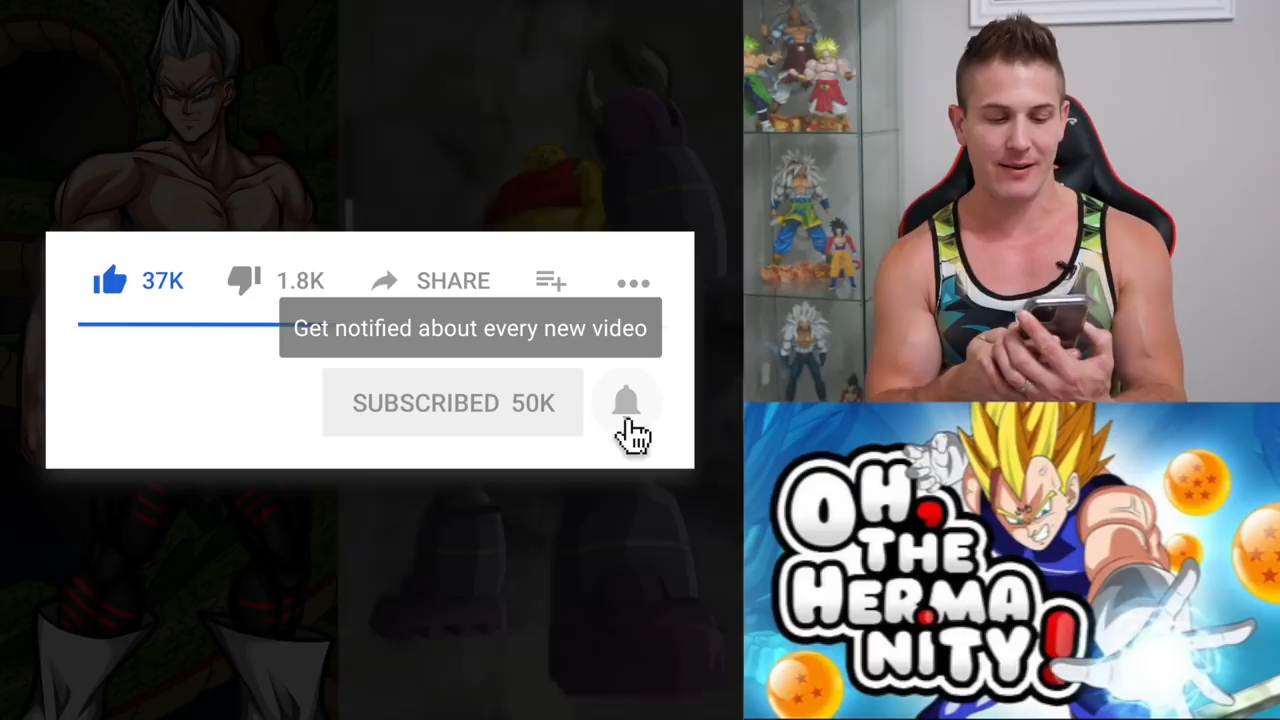 37K 1.8K SHARE
Get notified about every new video
SUBSCRIBED 50K
OH,
THE
HERMA
NiTY!